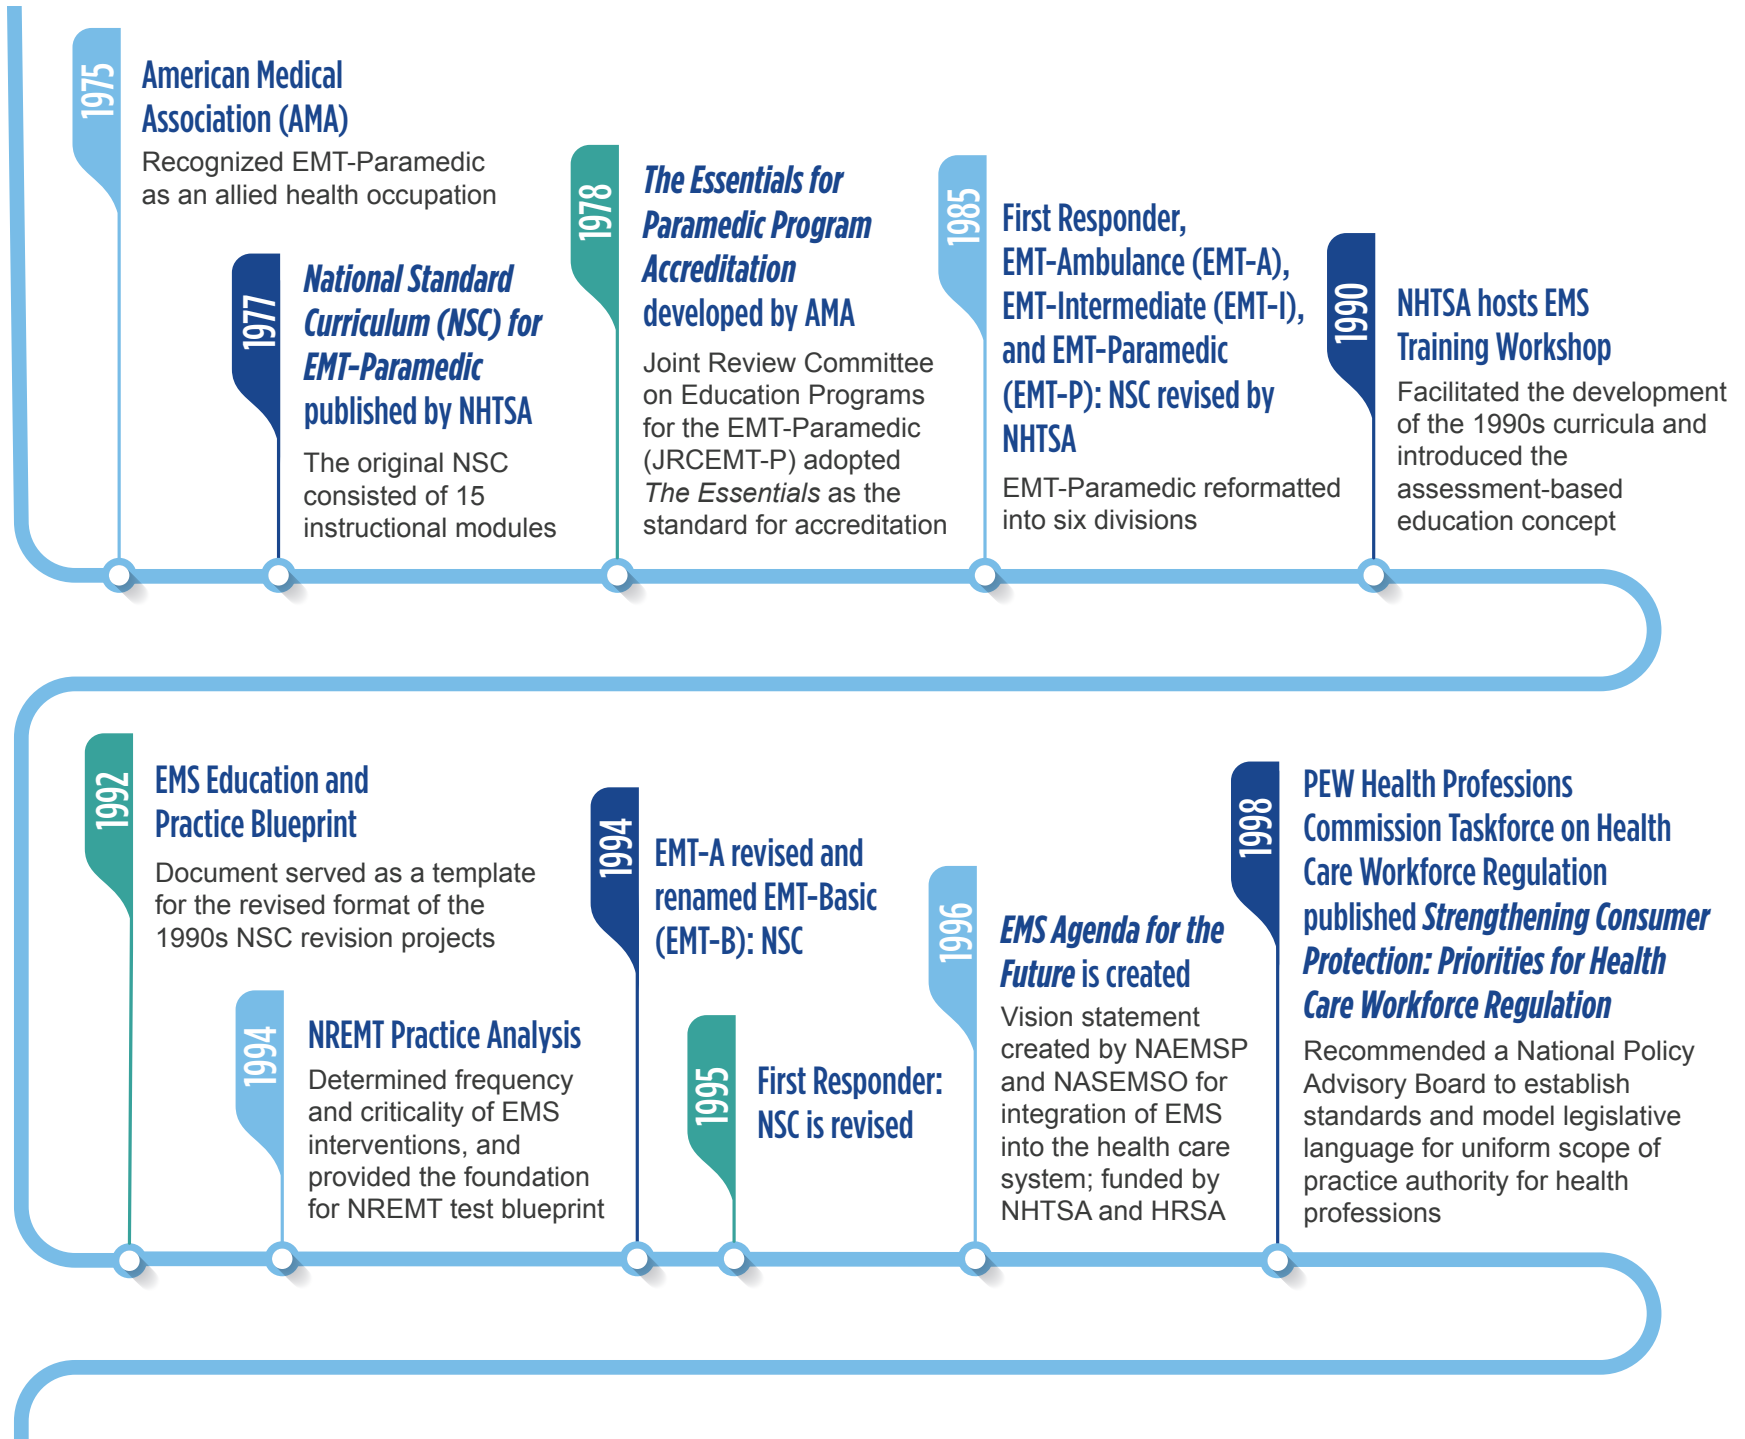 1975
American Medical
Association (AMA)
Recognized EMT-Paramedic
as an allied health occupation
1977
National Standard
Curriculum (NSC) for
EMT-Paramedic
published by NHTSA
The original NSC
consisted of 15
instructional modules
1978
The Essentials for
Paramedic Program
Accreditation
developed by AMA
Joint Review Committee
on Education Programs
for the EMT-Paramedic
(JRCEMT-P) adopted
The Essentials as the
standard for accreditation
1985
First Responder,
EMT-Ambulance (EMT-A),
EMT-Intermediate (EMT-I),
and EMT-Paramedic
(EMT-P): NSC revised by
NHTSA
EMT-Paramedic reformatted
into six divisions
1990
NHTSA hosts EMS
Training Workshop
Facilitated the development
of the 1990s curricula and
introduced the
assessment-based
education concept
1992
EMS Education and
Practice Blueprint
Document served as a template
for the revised format of the
1990s NSC revision projects
1994
NREMT Practice Analysis
Determined frequency
and criticality of EMS
interventions, and
provided the foundation
for NREMT test blueprint
1994
EMT-A revised and
renamed EMT-Basic
(EMT-B): NSC
1995
First Responder:
NSC is revised
1996
EMS Agenda for the
Future is created
Vision statement
created by NAEMSP
and NASEMSO for
integration of EMS
into the health care
system; funded by
NHTSA and HRSA
1998
PEW Health Professions
Commission Taskforce on Health
Care Workforce Regulation
published Strengthening Consumer
Protection: Priorities for Health
Care Workforce Regulation
Recommended a National Policy
Advisory Board to establish
standards and model legislative
language for uniform scope of
practice authority for health
professions